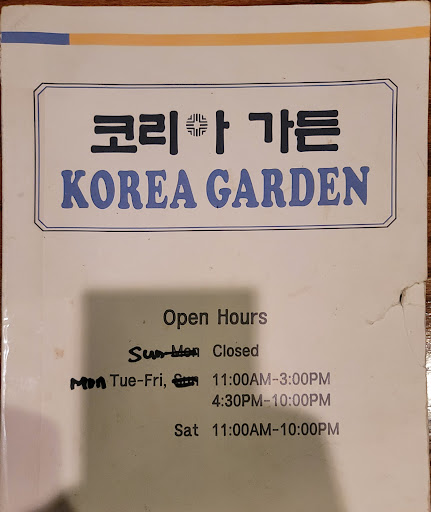 코리아 가든
KOREA GARDEN
Open Hours
Sun Mon Closed
Mon Tue-Fri, Sun 11:00AM-3:00PM
4:30PM-10:00PM
Sat 11:00AM-10:00PM